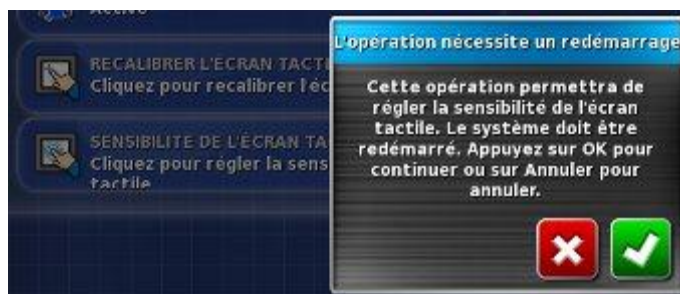 Activé
RECALIBRER L'ÉCRAN TACTI
Cliquez pour recalibrer l'éc
SENSIBILITE DE L'ÉCRAN TA
Cliquez pour régler la sens
tactile
L'opération nécessite un redémarrage
Cette opération permettra de
régler la sensibilité de l'écran
tactile. Le système doit être
redémarré. Appuyez sur OK pour
continuer ou sur Annuler pour
annuler.